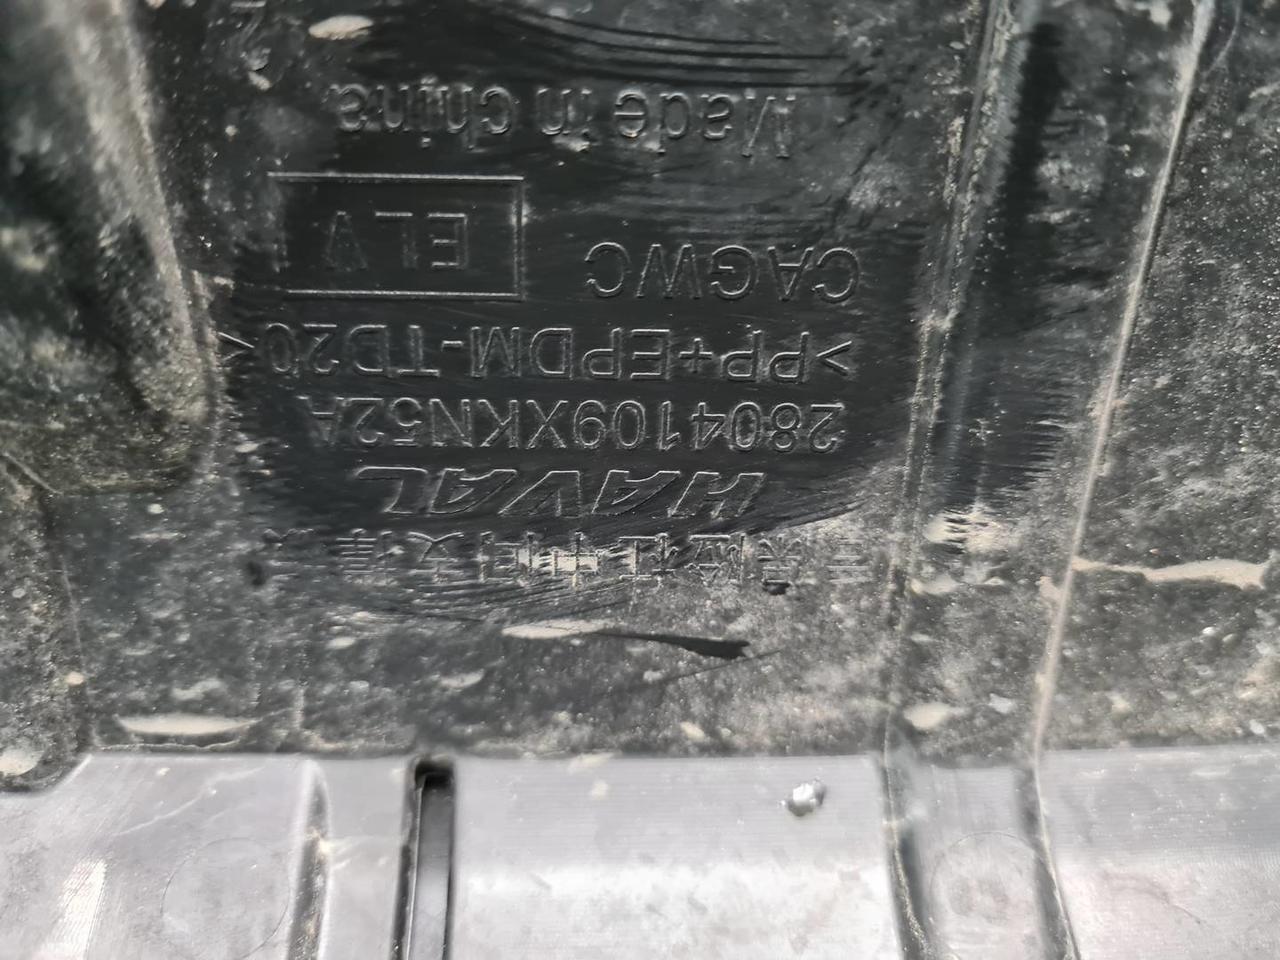 HAVAL
2804109XKN52A
>PP+EPDM-TD20<
CAGWC ELV
Made in china